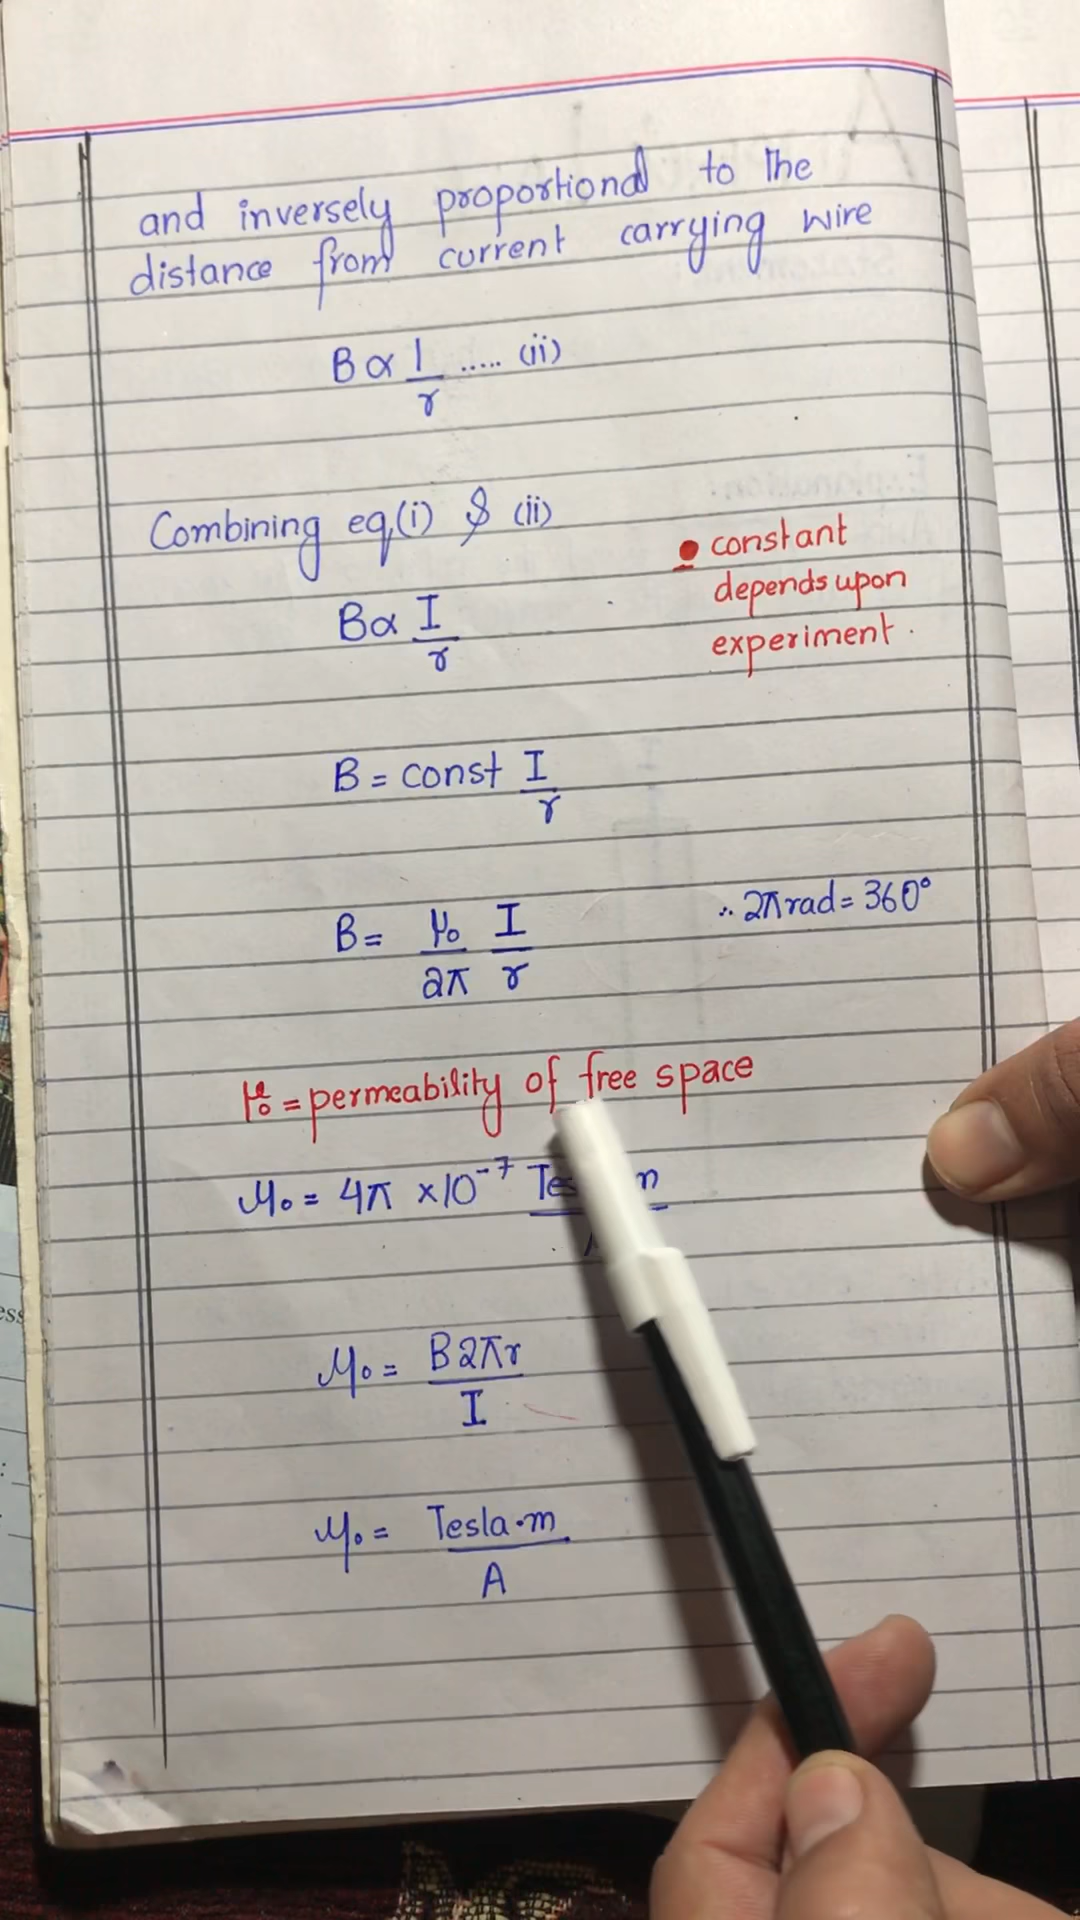 and inversely proportional to the
distance from current carrying wire
B ∝ 1/r ..... (ii)
Combining eq(i) & (ii)
• constant
depends upon
experiment.
B ∝ I/r
B = const I/r
B = μ₀/2π I/r
∴ 2π rad = 360°
μ₀ = permeability of free space
μ₀ = 4π × 10⁻⁷
μ₀ = B2πr/I
μ₀ = Tesla·m/A